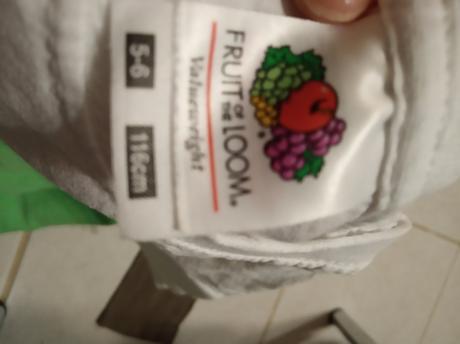 FRUIT OF THE LOOM®
Valueweight
5-6
116cm